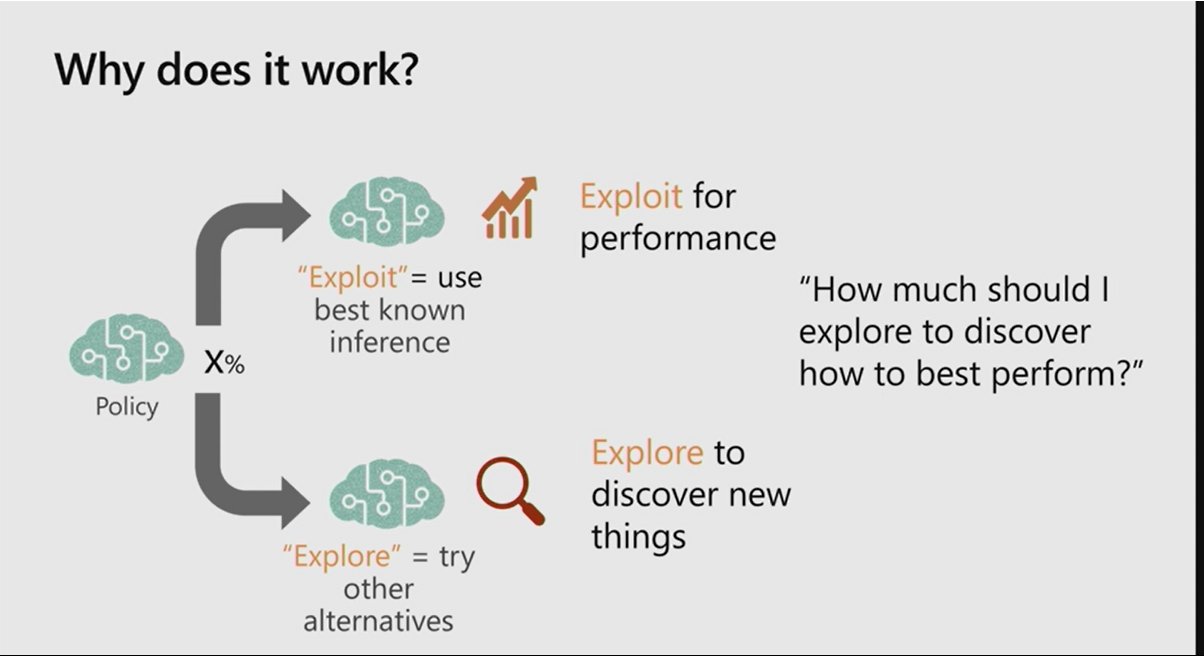 Why does it work?
Exploit for
performance
"Exploit"= use
best known
inference
"How much should I
explore to discover
how to best perform?"
X%
Policy
Explore to
discover new
things
"Explore" = try
other
alternatives